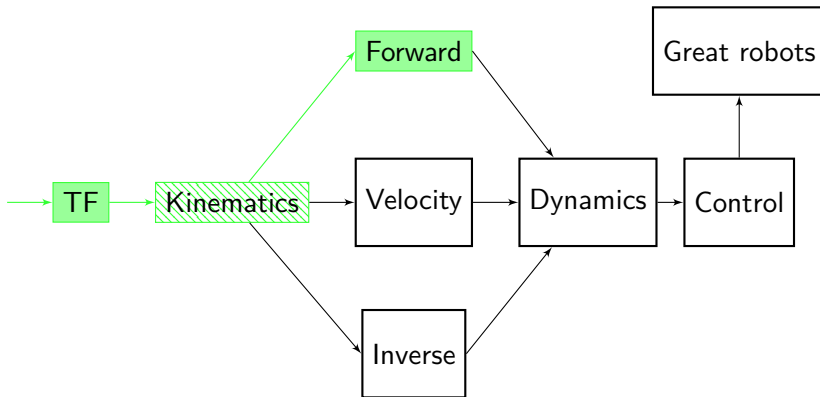 Forward
Great robots
TF
Kinematics
Velocity
Dynamics
Control
Inverse